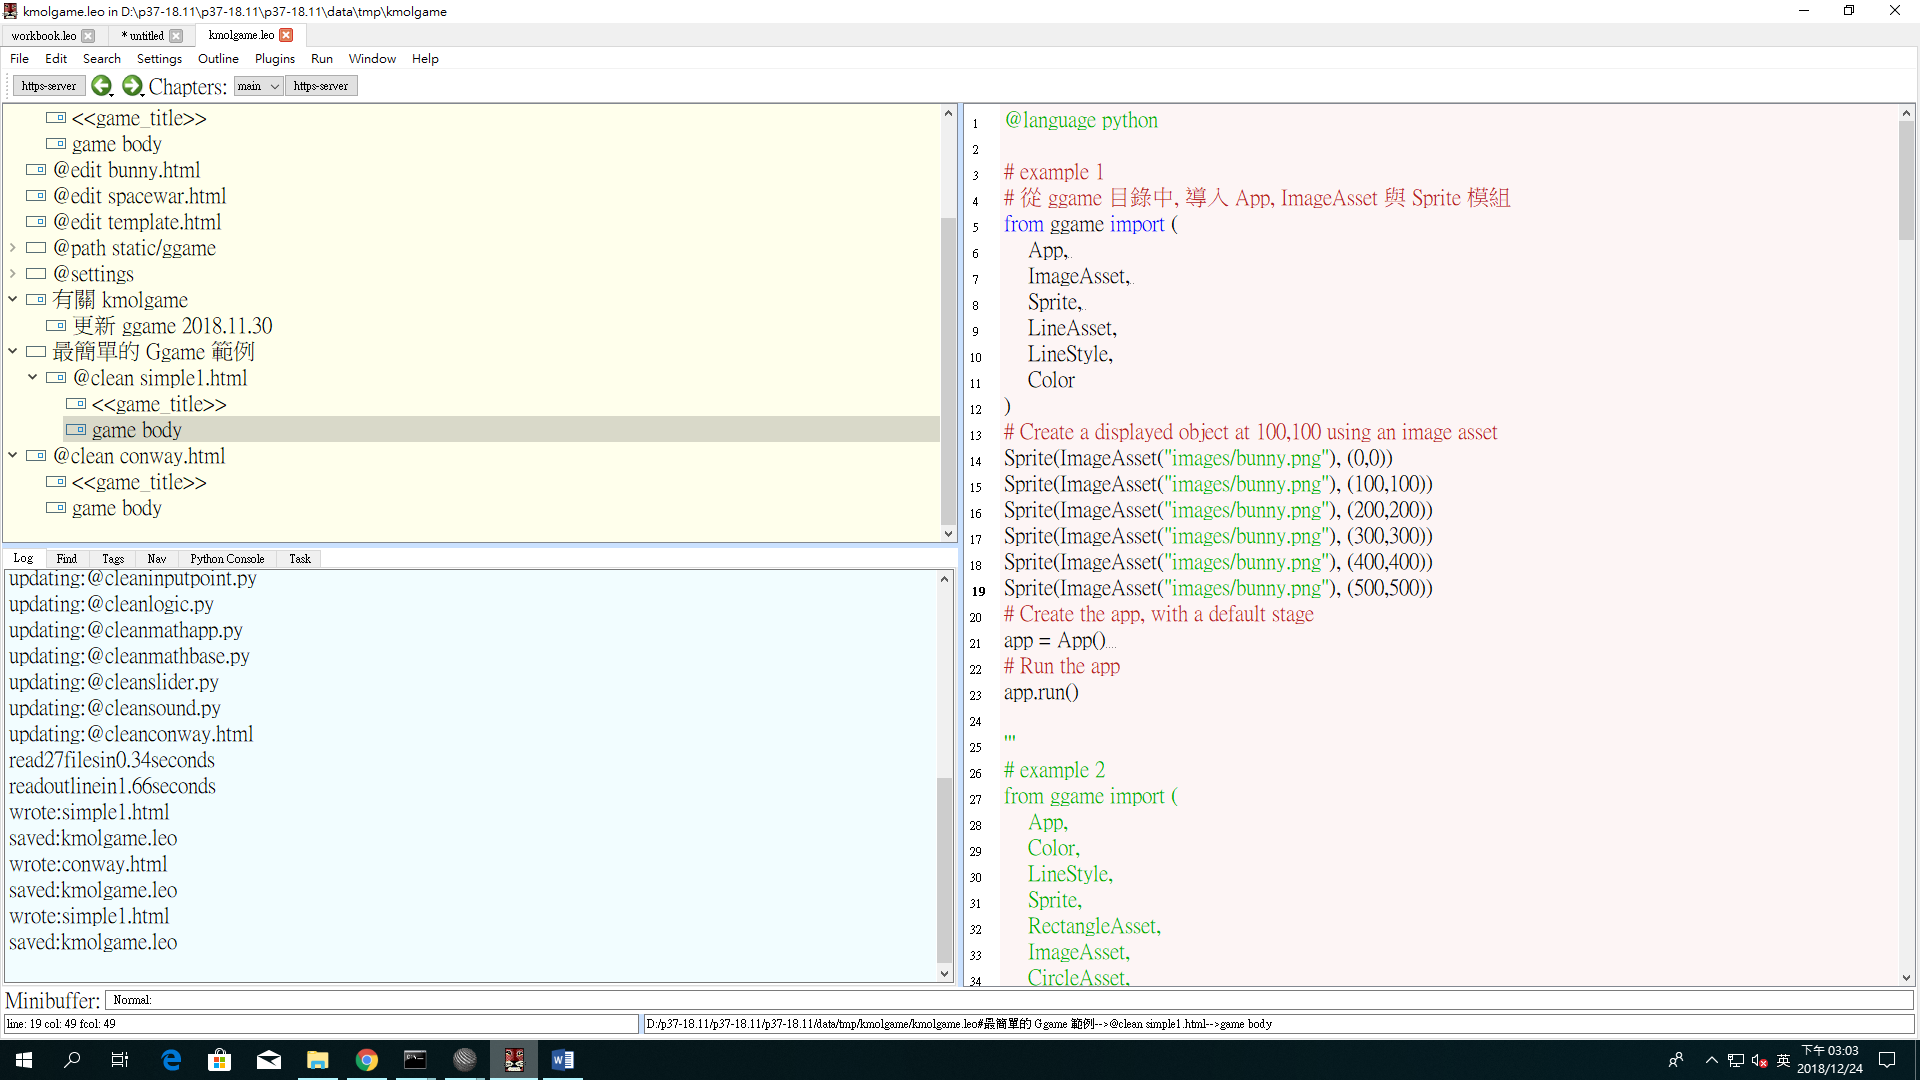 kmolgame.leo in D:\p37-18.11\p37-18.11\p37-18.11\data\tmp\kmolgame
workbook.leo
* untitled
kmolgame.leo
File Edit Search Settings Outline Plugins Run Window Help
https-server
Chapters:
main
https-server
<<game_title>>
game body
@edit bunny.html
@edit spacewar.html
@edit template.html
@path static/ggame
@settings
有關 kmolgame
更新 ggame 2018.11.30
最簡單的 Ggame 範例
@clean simple1.html
<<game_title>>
game body
@clean conway.html
<<game_title>>
game body
Log Find Tags Nav Python Console Task
updating:@cleaninputpoint.py
updating:@cleanlogic.py
updating:@cleanmathapp.py
updating:@cleanmathbase.py
updating:@cleanslider.py
updating:@cleansound.py
updating:@cleanconway.html
read27filesin0.34seconds
readoutlinein1.66seconds
wrote:simple1.html
saved:kmolgame.leo
wrote:conway.html
saved:kmolgame.leo
wrote:simple1.html
saved:kmolgame.leo
1 @language python
2
3 # example 1
4 # 從 ggame 目錄中, 導入 App, ImageAsset 與 Sprite 模組
5 from ggame import (
6 App,
7 ImageAsset,
8 Sprite,
9 LineAsset,
10 LineStyle,
11 Color
12 )
13 # Create a displayed object at 100,100 using an image asset
14 Sprite(ImageAsset("images/bunny.png"), (0,0))
15 Sprite(ImageAsset("images/bunny.png"), (100,100))
16 Sprite(ImageAsset("images/bunny.png"), (200,200))
17 Sprite(ImageAsset("images/bunny.png"), (300,300))
18 Sprite(ImageAsset("images/bunny.png"), (400,400))
19 Sprite(ImageAsset("images/bunny.png"), (500,500))
20 # Create the app, with a default stage
21 app = App()
22 # Run the app
23 app.run()
24
25 '''
26 # example 2
27 from ggame import (
28 App,
29 Color,
30 LineStyle,
31 Sprite,
32 RectangleAsset,
33 ImageAsset,
34 CircleAsset,
Minibuffer: Normal:
line: 19 col: 49 fcol: 49
D:/p37-18.11/p37-18.11/p37-18.11/data/tmp/kmolgame/kmolgame.leo#最簡單的 Ggame 範例-->@clean simple1.html-->game body
英
下午 03:03
2018/12/24